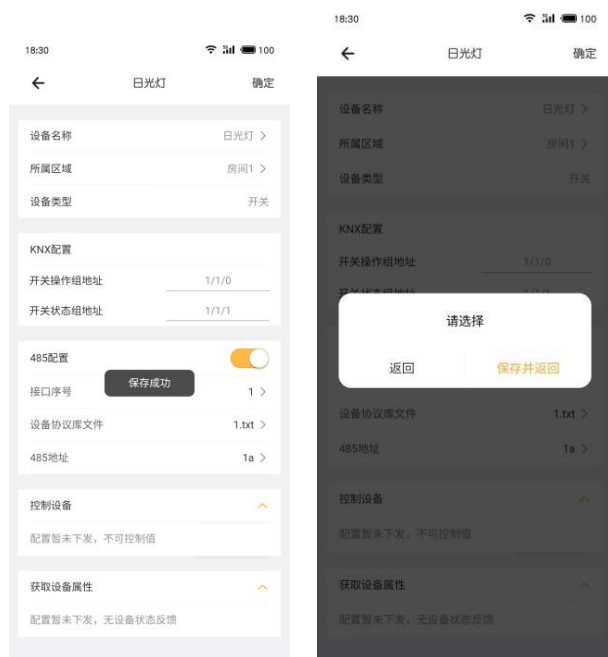 18:30
100
日光灯
确定
设备名称
日光灯
所属区域
房间1
设备类型
开关
KNX配置
开关操作组地址
1/1/0
开关状态组地址
1/1/1
485配置
保存成功
接口序号
1
设备协议库文件
1.txt
485地址
1a
控制设备
配置暂未下发，不可控制值
获取设备属性
配置暂未下发，无设备状态反馈
18:30
100
日光灯
确定
设备名称
日光灯
所属区域
房间1
设备类型
开关
KNX配置
开关操作组地址
1/1/0
请选择
返回
保存并返回
设备协议库文件
1.txt
485地址
1a
控制设备
配置暂未下发，不可控制值
获取设备属性
配置暂未下发，无设备状态反馈